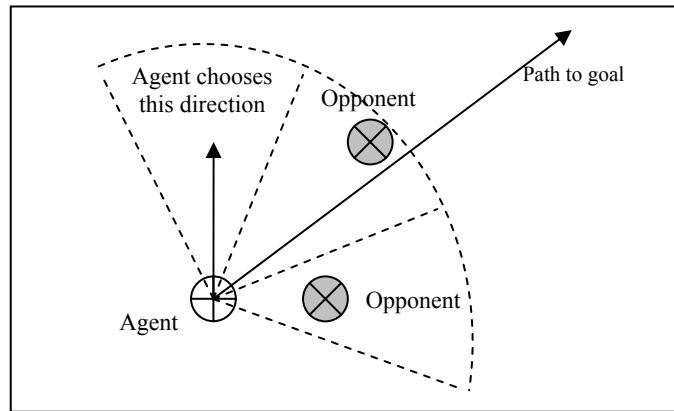 Agent chooses
this direction
Path to goal
Opponent
Opponent
Agent